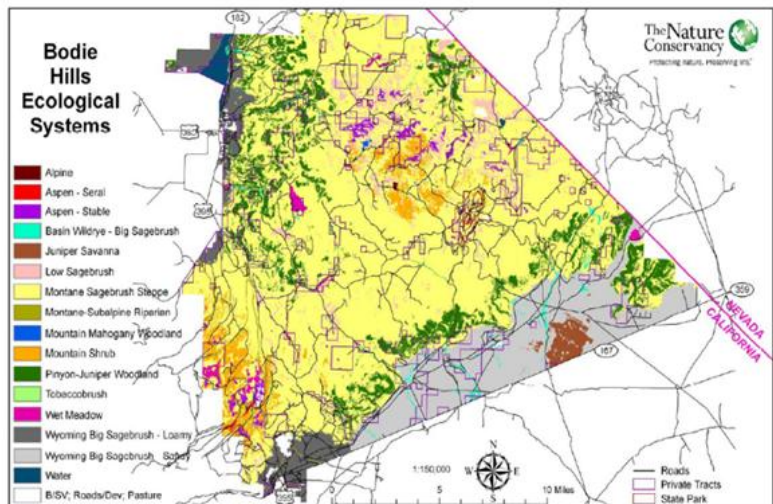 Bodie
Hills
Ecological
Systems
The Nature
Conservancy
Protecting nature. Preserving life.
182
395
359
167
NEVADA
CALIFORNIA
Alpine
Aspen - Seral
Aspen - Stable
Basin Wildrye - Big Sagebrush
Juniper Savanna
Low Sagebrush
Montane Sagebrush Steppe
Montane-Subalpine Riparian
Mountain Mahogany Woodland
Mountain Shrub
Pinyon-Juniper Woodland
Tobaccobrush
Wet Meadow
Wyoming Big Sagebrush - Loamy
Wyoming Big Sagebrush - Sandy
Water
B/SV; Roads/Dev; Pasture
1:150,000
N
W
E
S
0
5
10 Miles
Roads
Private Tracts
State Park